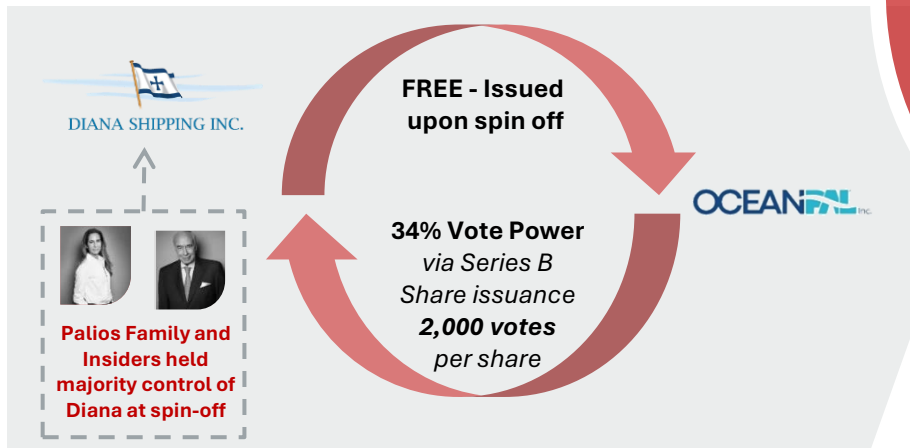 FREE - Issued
upon spin off
DIANA SHIPPING INC.
OCEANPAL Inc.
34% Vote Power
via Series B
Share issuance
2,000 votes
per share
Palios Family and
Insiders held
majority control of
Diana at spin-off